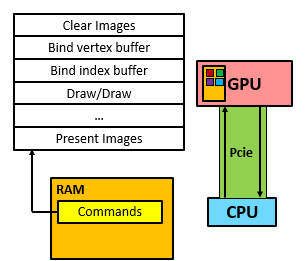 Clear Images
Bind vertex buffer
Bind index buffer
Draw/Draw
...
Present Images
RAM
Commands
GPU
Pcie
CPU